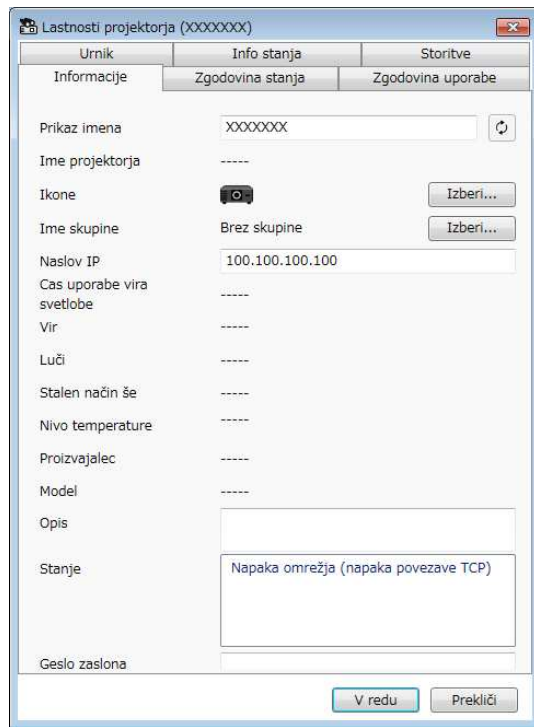 Lastnosti projektorja (XXXXXXX)
Urnik Info stanja Storitve
Informacije Zgodovina stanja Zgodovina uporabe
Prikaz imena XXXXXXX
Ime projektorja -----
Ikone Izberi...
Ime skupine Brez skupine Izberi...
Naslov IP 100.100.100.100
Cas uporabe vira
svetlobe -----
Vir -----
Luči -----
Stalen način še -----
Nivo temperature -----
Proizvajalec -----
Model -----
Opis
Stanje Napaka omrežja (napaka povezave TCP)
Geslo zaslona
V redu Prekliči